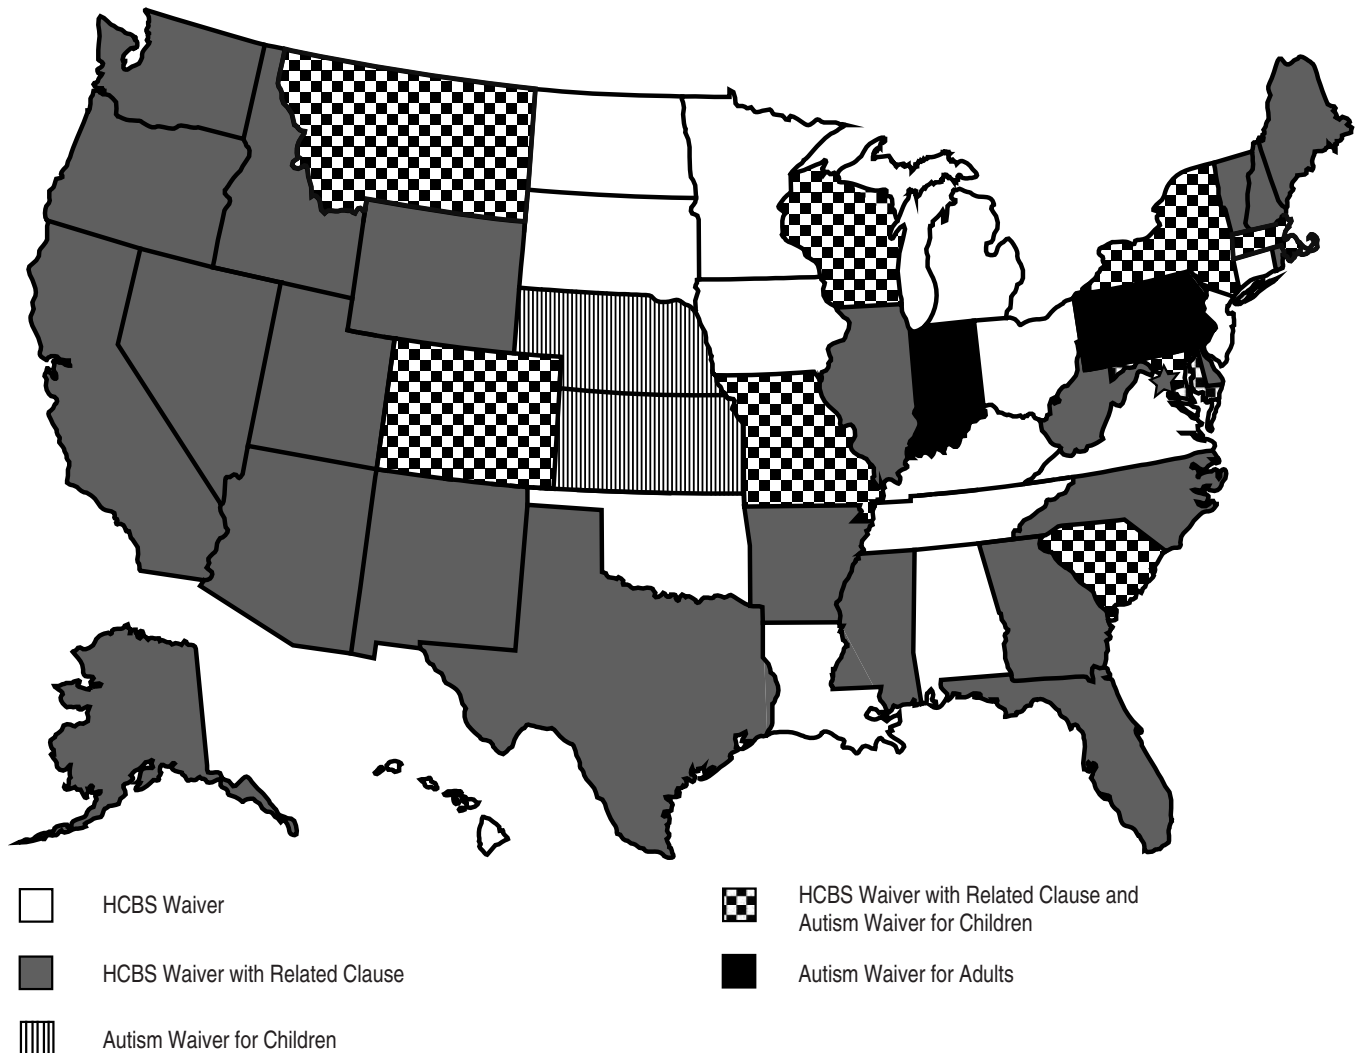 HCBS Waiver
HCBS Waiver with Related Clause
Autism Waiver for Children
HCBS Waiver with Related Clause and
Autism Waiver for Children
Autism Waiver for Adults